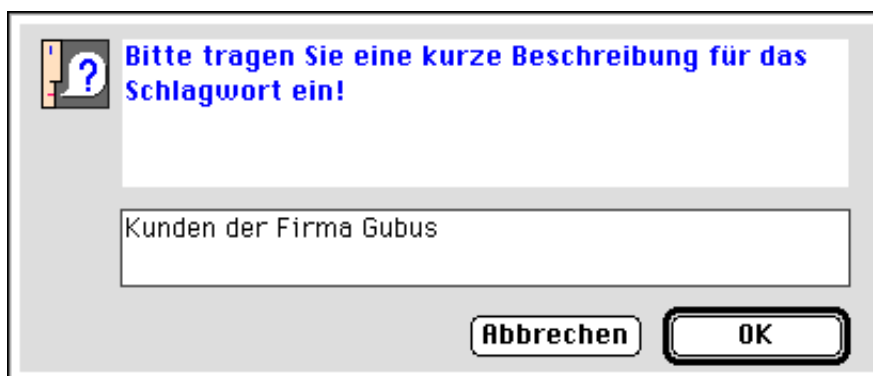 Bitte tragen Sie eine kurze Beschreibung für das
Schlagwort ein!
Kunden der Firma Gubus
Abbrechen
OK